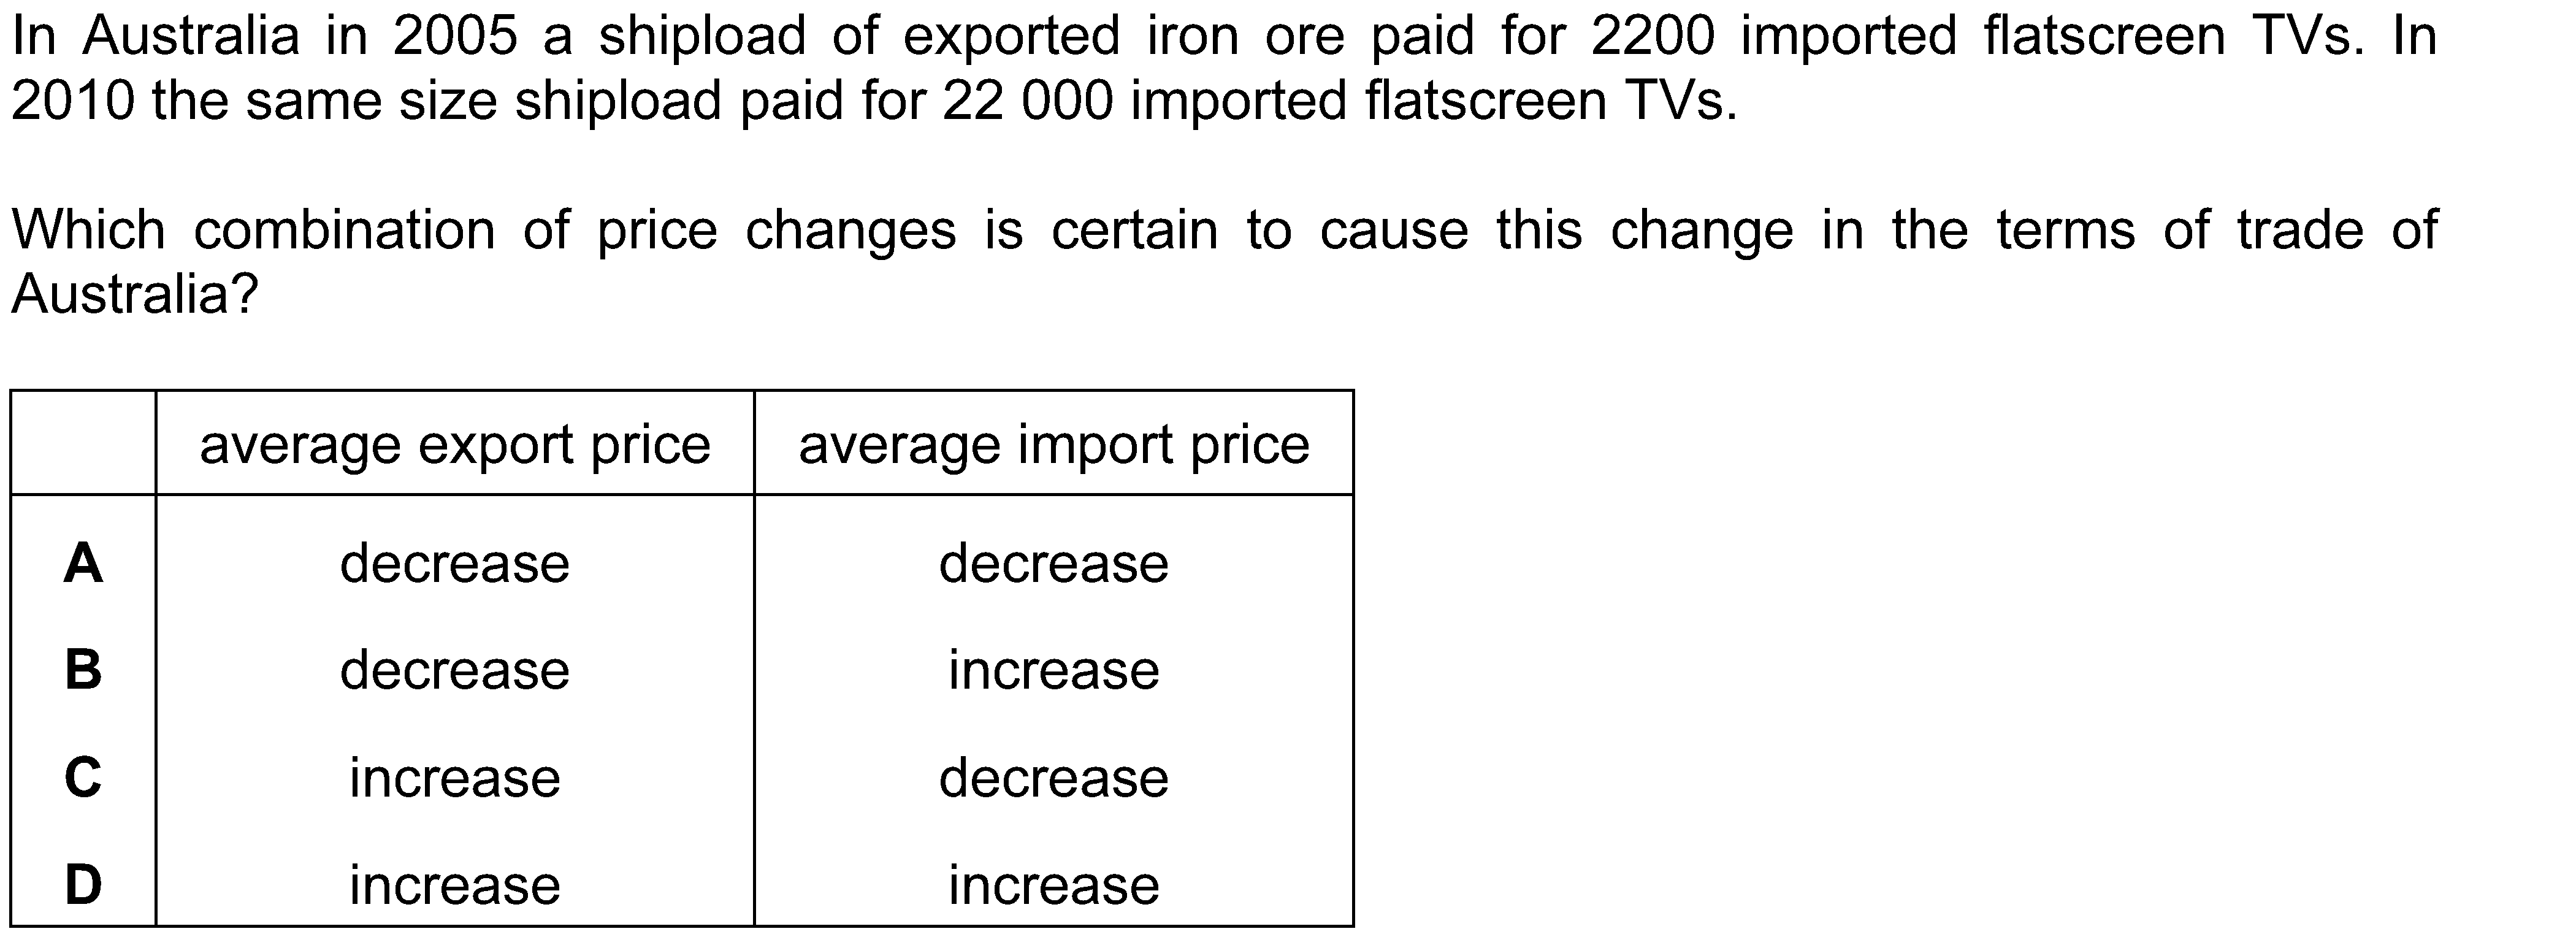 In Australia in 2005 a shipload of exported iron ore paid for 2200 imported flatscreen TVs. In
2010 the same size shipload paid for 22 000 imported flatscreen TVs.
Which combination of price changes is certain to cause this change in the terms of trade of
Australia?
average export price average import price
A decrease decrease
B decrease increase
C increase decrease
D increase increase